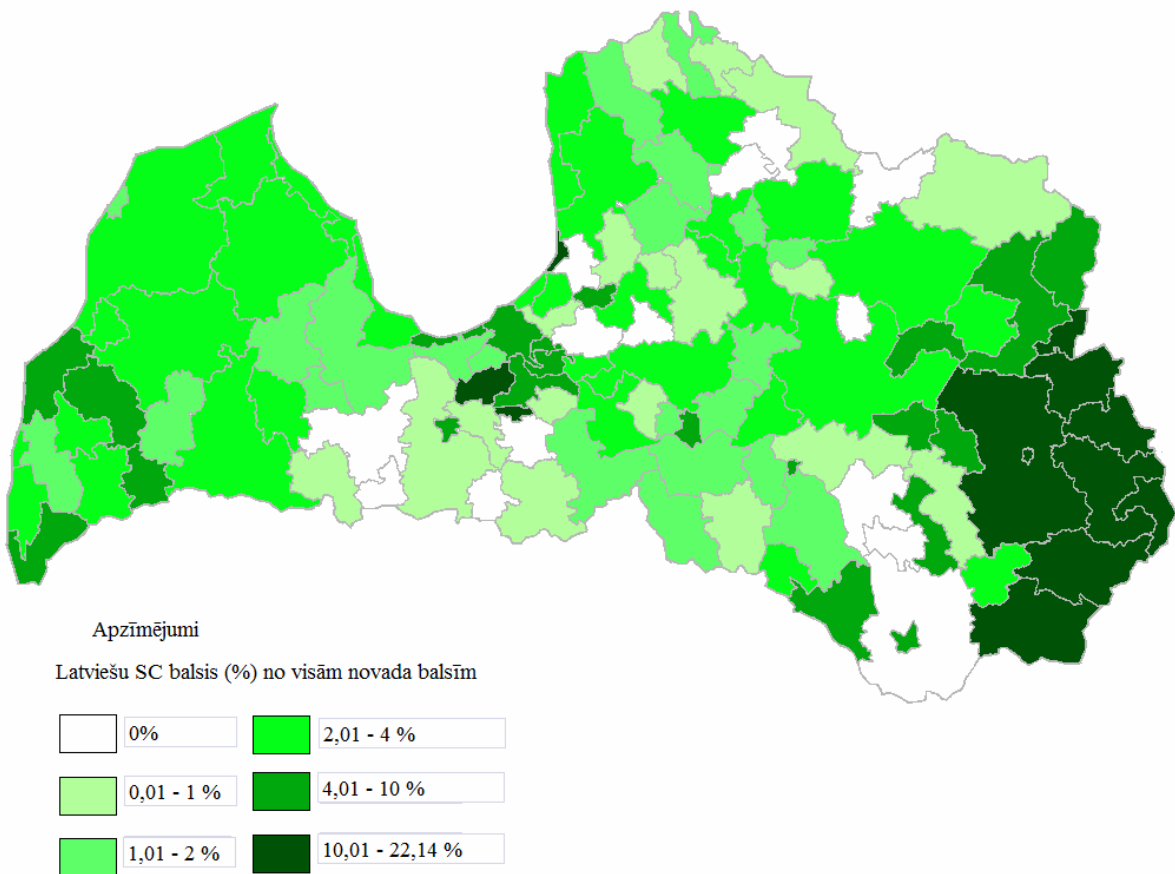 Apzīmējumi
Latviešu SC balsis (%) no visām novada balsīm
0%
2,01 - 4 %
0,01 - 1 %
4,01 - 10 %
1,01 - 2 %
10,01 - 22,14 %